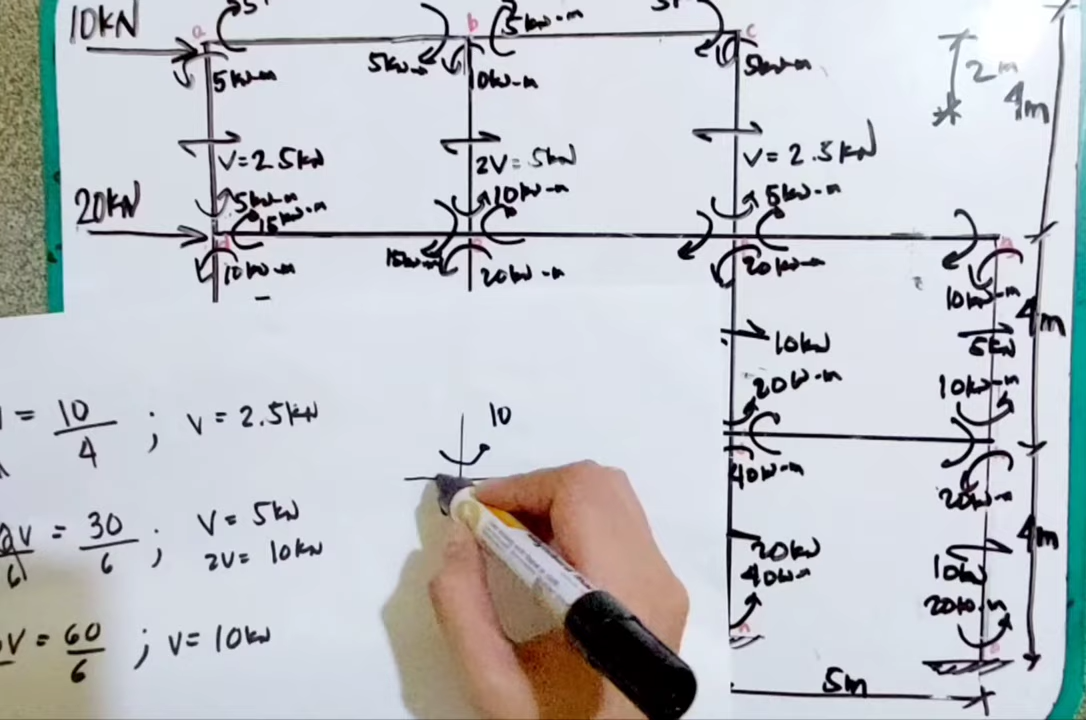 10KN
a
b
c
5kN-m
5kN-m
5kN-m
10kN-m
5kN-m
2m
4m
V=2.5KN
2V=5KN
V=2.5KN
5kN-m
10kN-m
5kN-m
20KN
15kN-m
15kN-m
10kN-m
20kN-m
20kN-m
10kN-m
4m
10kN
5kN
20kN-m
10kN-m
= 10/4 ; V=2.5KN
10
40kN-m
20kN-m
V = 30/6 ; V=5KN
6
2V=10KN
20kN
10kN
4m
40kN-m
20kN-m
V = 60/6 ; V=10KN
5m